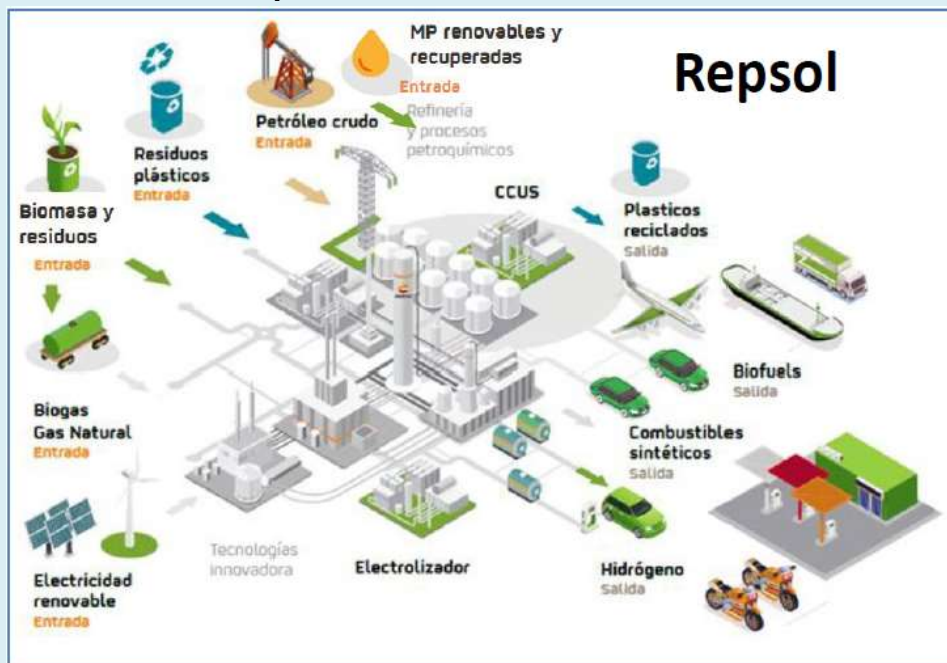 MP renovables y
recuperadas
Entrada
Repsol
Petróleo crudo
Entrada
Refinería
y procesos
petroquímicos
Residuos
plásticos
Entrada
CCUS
Plasticos
reciclados
Salida
Biomasa y
residuos
Entrada
Biofuels
Salida
Biogas
Gas Natural
Entrada
Combustibles
sintéticos
Salida
Tecnologías
innovadora
Electrolizador
Hidrógeno
Salida
Electricidad
renovable
Entrada